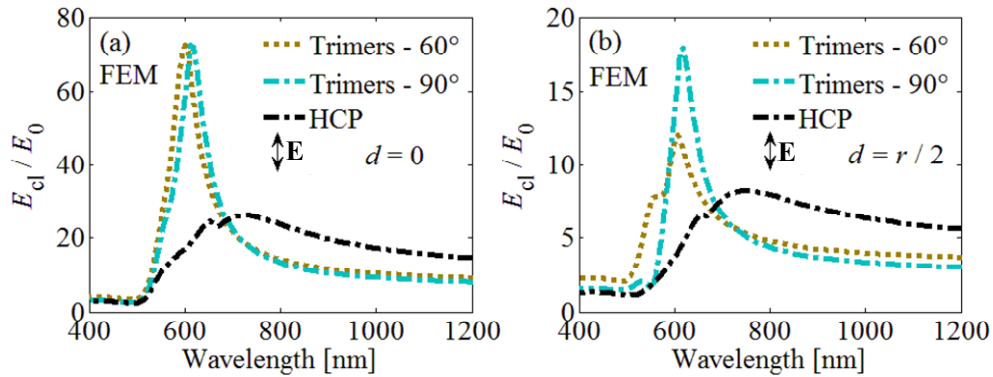 (a)
FEM
Trimers - 60°
Trimers - 90°
HCP
E
d = 0
E_cl / E_0
80
60
40
20
0
400 600 800 1000 1200
Wavelength [nm]
(b)
FEM
Trimers - 60°
Trimers - 90°
HCP
E
d = r / 2
E_cl / E_0
20
15
10
5
0
400 600 800 1000 1200
Wavelength [nm]